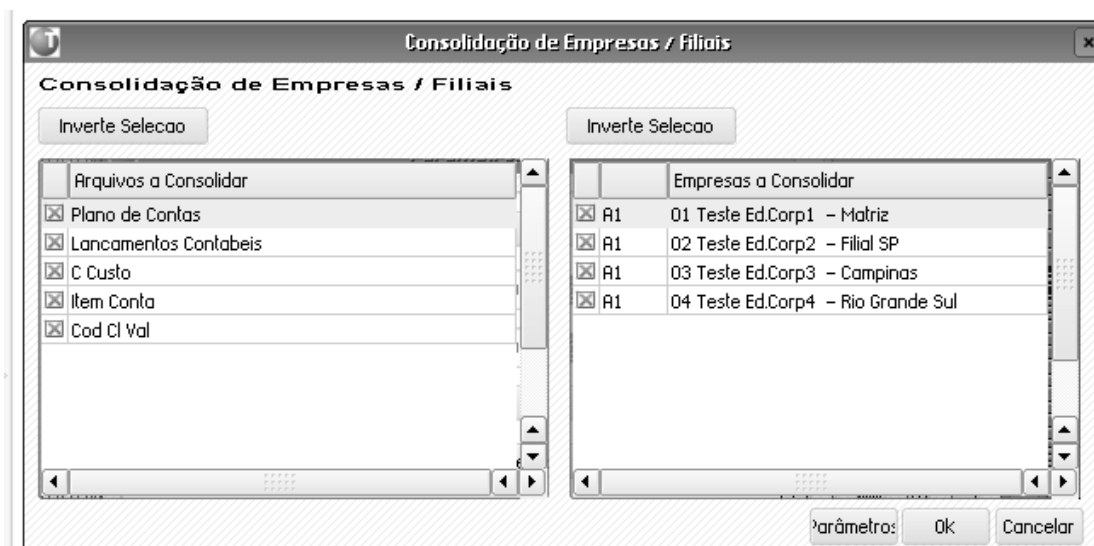 Consolidação de Empresas / Filiais
Consolidação de Empresas / Filiais
Inverte Selecao
Inverte Selecao
Arquivos a Consolidar
Plano de Contas
Lancamentos Contabeis
C Custo
Item Conta
Cod Cl Val
Empresas a Consolidar
A1 01 Teste Ed.Corp1 - Matriz
A1 02 Teste Ed.Corp2 - Filial SP
A1 03 Teste Ed.Corp3 - Campinas
A1 04 Teste Ed.Corp4 - Rio Grande Sul
Parâmetros Ok Cancelar